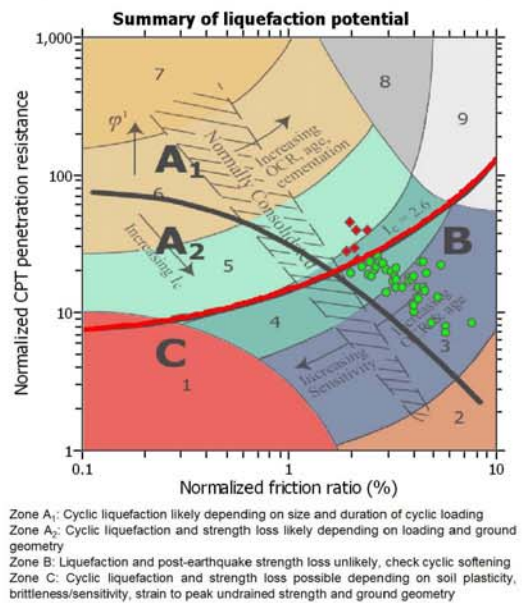 Summary of liquefaction potential
1,000
7
8
9
φ'
Increasing
OCR, age,
cementation
A1
Normally Consolidated
100
6
Ic = 2.6
A2
B
Increasing Ic
5
10
4
3
C
1
Increasing
Sensitivity
2
1
0.1
1
10
Normalized CPT penetration resistance
Normalized friction ratio (%)
Zone A1: Cyclic liquefaction likely depending on size and duration of cyclic loading
Zone A2: Cyclic liquefaction and strength loss likely depending on loading and ground
geometry
Zone B: Liquefaction and post-earthquake strength loss unlikely, check cyclic softening
Zone C: Cyclic liquefaction and strength loss possible depending on soil plasticity,
brittleness/sensitivity, strain to peak undrained strength and ground geometry